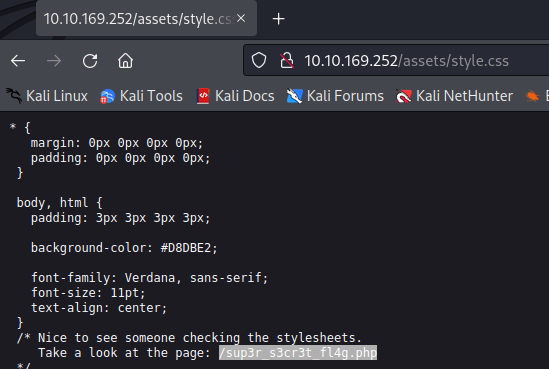 10.10.169.252/assets/style.cs
10.10.169.252/assets/style.css
Kali Linux Kali Tools Kali Docs Kali Forums Kali NetHunter
* {
margin: 0px 0px 0px 0px;
padding: 0px 0px 0px 0px;
}
body, html {
padding: 3px 3px 3px 3px;
background-color: #D8DBE2;
font-family: Verdana, sans-serif;
font-size: 11pt;
text-align: center;
}
/* Nice to see someone checking the stylesheets.
Take a look at the page: /sup3r_s3cr3t_fl4g.php
*/